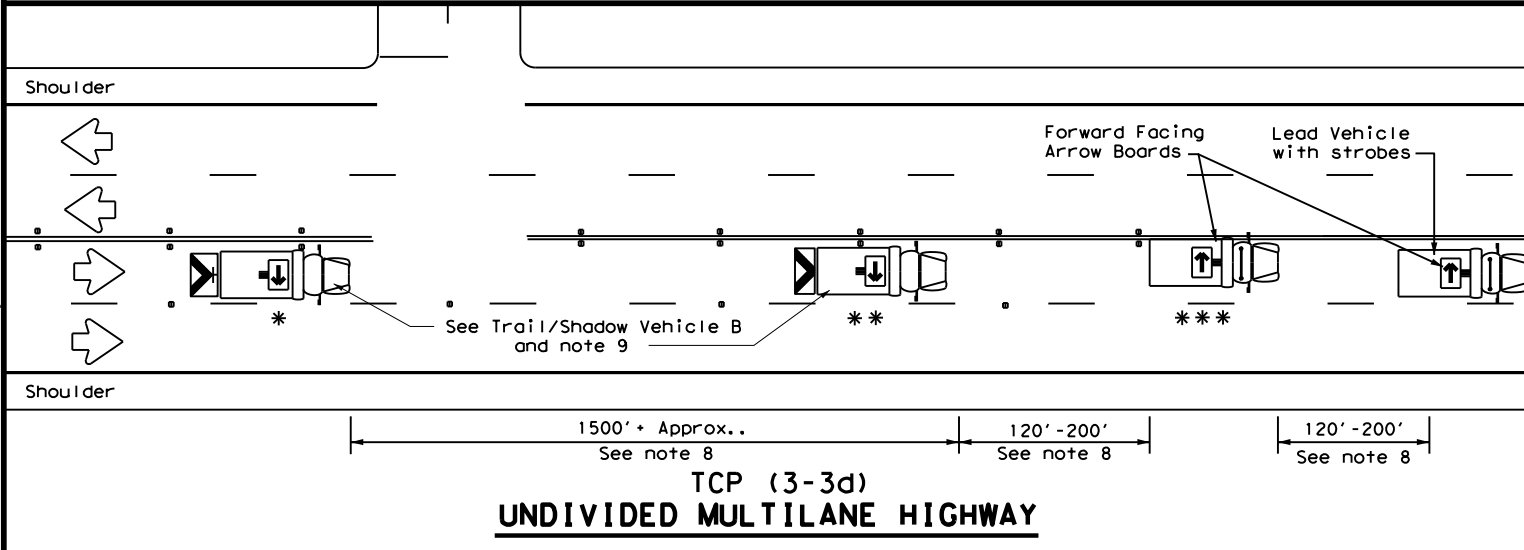 Shoulder
Forward Facing
Arrow Boards
Lead Vehicle
with strobes
*
* *
* * *
See Trail/Shadow Vehicle B
and note 9
Shoulder
1500'+ Approx..
See note 8
120'-200'
See note 8
120'-200'
See note 8
TCP (3-3d)
UNDIVIDED MULTILANE HIGHWAY